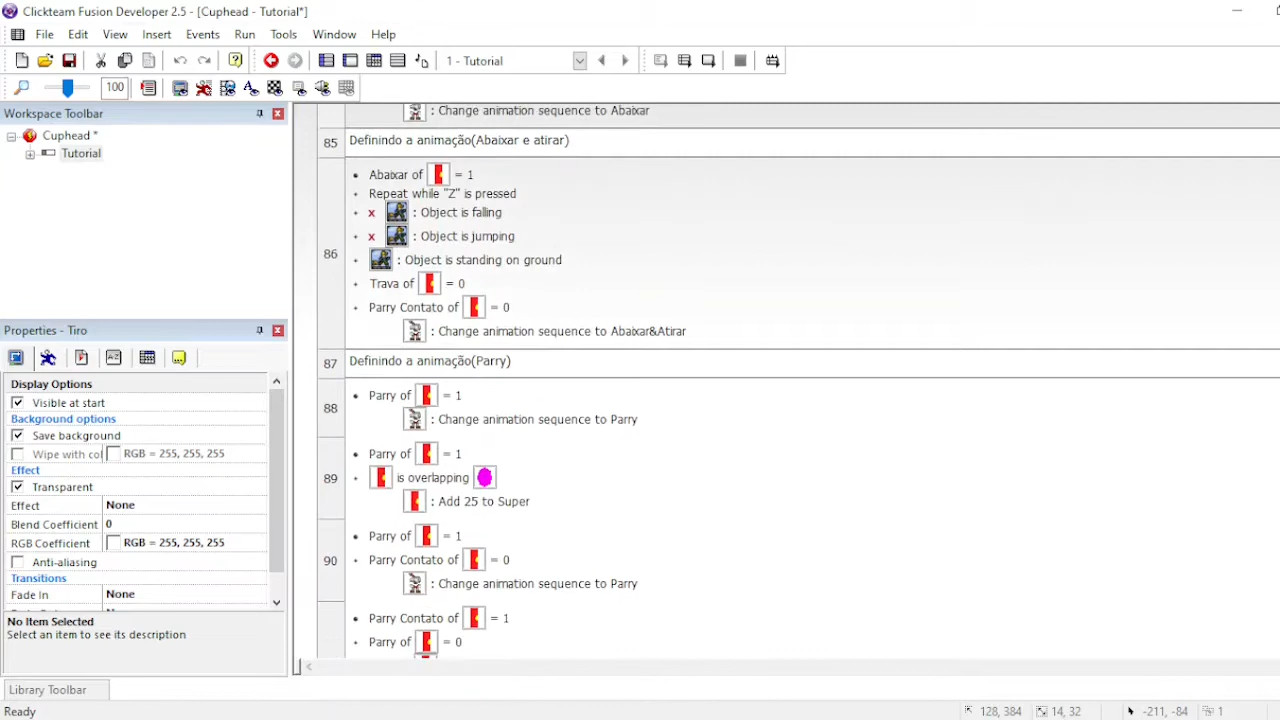 Clickteam Fusion Developer 2.5 - [Cuphead - Tutorial*]
File Edit View Insert Events Run Tools Window Help
1 - Tutorial
100
Workspace Toolbar
Cuphead *
Tutorial
Properties - Tiro
Display Options
Visible at start
Background options
Save background
Wipe with col RGB = 255, 255, 255
Effect
Transparent
Effect None
Blend Coefficient 0
RGB Coefficient RGB = 255, 255, 255
Anti-aliasing
Transitions
Fade In None
No Item Selected
Select an item to see its description
Library Toolbar
Ready
: Change animation sequence to Abaixar
85 Definindo a animação(Abaixar e atirar)
86
Abaixar of = 1
Repeat while "Z" is pressed
x : Object is falling
x : Object is jumping
: Object is standing on ground
Trava of = 0
Parry Contato of = 0
: Change animation sequence to Abaixar&Atirar
87 Definindo a animação(Parry)
88
Parry of = 1
: Change animation sequence to Parry
89
Parry of = 1
is overlapping
: Add 25 to Super
90
Parry of = 1
Parry Contato of = 0
: Change animation sequence to Parry
Parry Contato of = 1
Parry of = 0
128, 384 14, 32 -211, -84 1